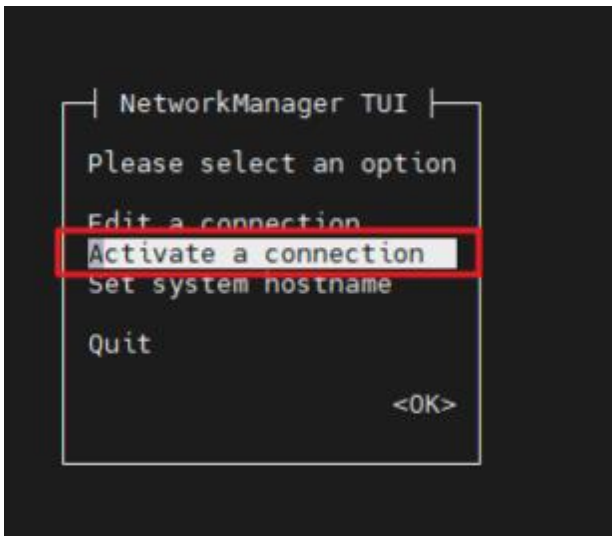 NetworkManager TUI
Please select an option
Edit a connection
Activate a connection
Set system hostname
Quit
<OK>